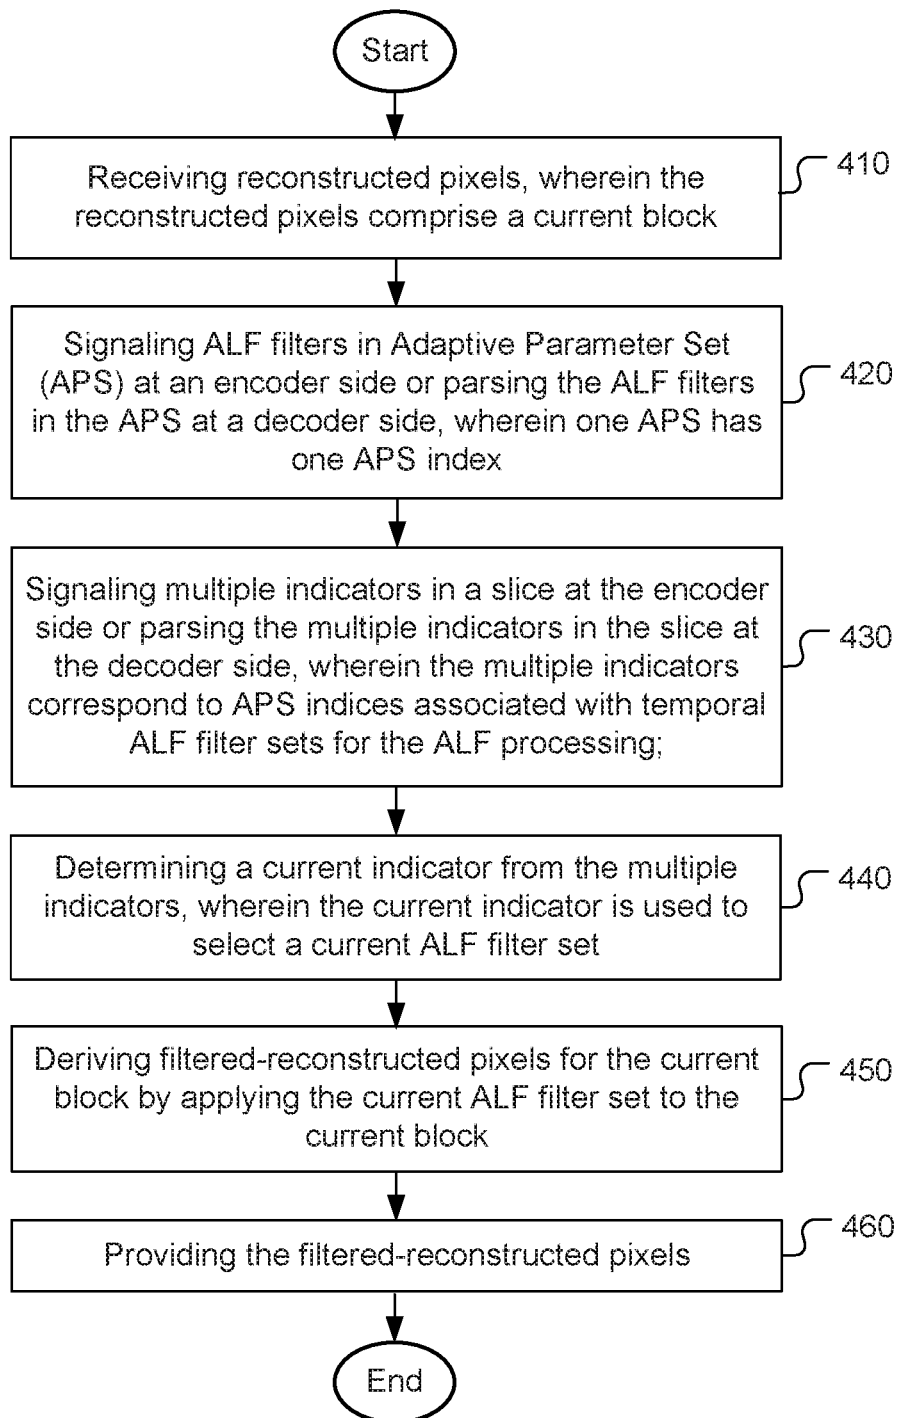 Start
Receiving reconstructed pixels, wherein the
reconstructed pixels comprise a current block
410
Signaling ALF filters in Adaptive Parameter Set
(APS) at an encoder side or parsing the ALF filters
in the APS at a decoder side, wherein one APS has
one APS index
420
Signaling multiple indicators in a slice at the encoder
side or parsing the multiple indicators in the slice at
the decoder side, wherein the multiple indicators
correspond to APS indices associated with temporal
ALF filter sets for the ALF processing;
430
Determining a current indicator from the multiple
indicators, wherein the current indicator is used to
select a current ALF filter set
440
Deriving filtered-reconstructed pixels for the current
block by applying the current ALF filter set to the
current block
450
Providing the filtered-reconstructed pixels
460
End